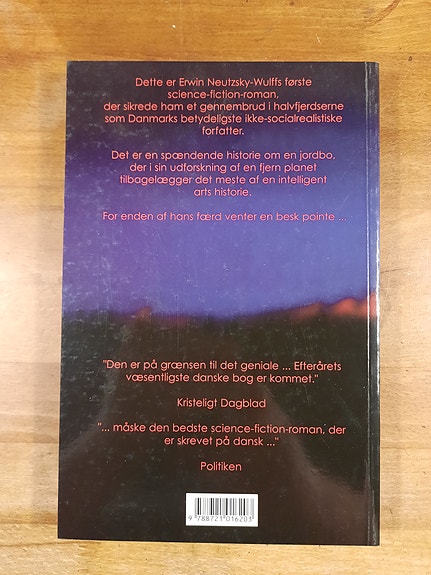 Dette er Erwin Neutzsky-Wulffs første
science-fiction-roman,
der sikrede ham et gennembrud i halvfjerdserne
som Danmarks betydeligste ikke-socialrealistiske
forfatter.
Det er en spændende historie om en jordbo,
der i sin udforskning af en fjern planet
tilbagelægger det meste af en intelligent
arts historie.
For enden af hans færd venter en besk pointe ...
"Den er på grænsen til det geniale ... Efterårets
væsentligste danske bog er kommet."
Kristeligt Dagblad
"... måske den bedste science-fiction-roman, der
er skrevet på dansk ..."
Politiken
9 788721 016203